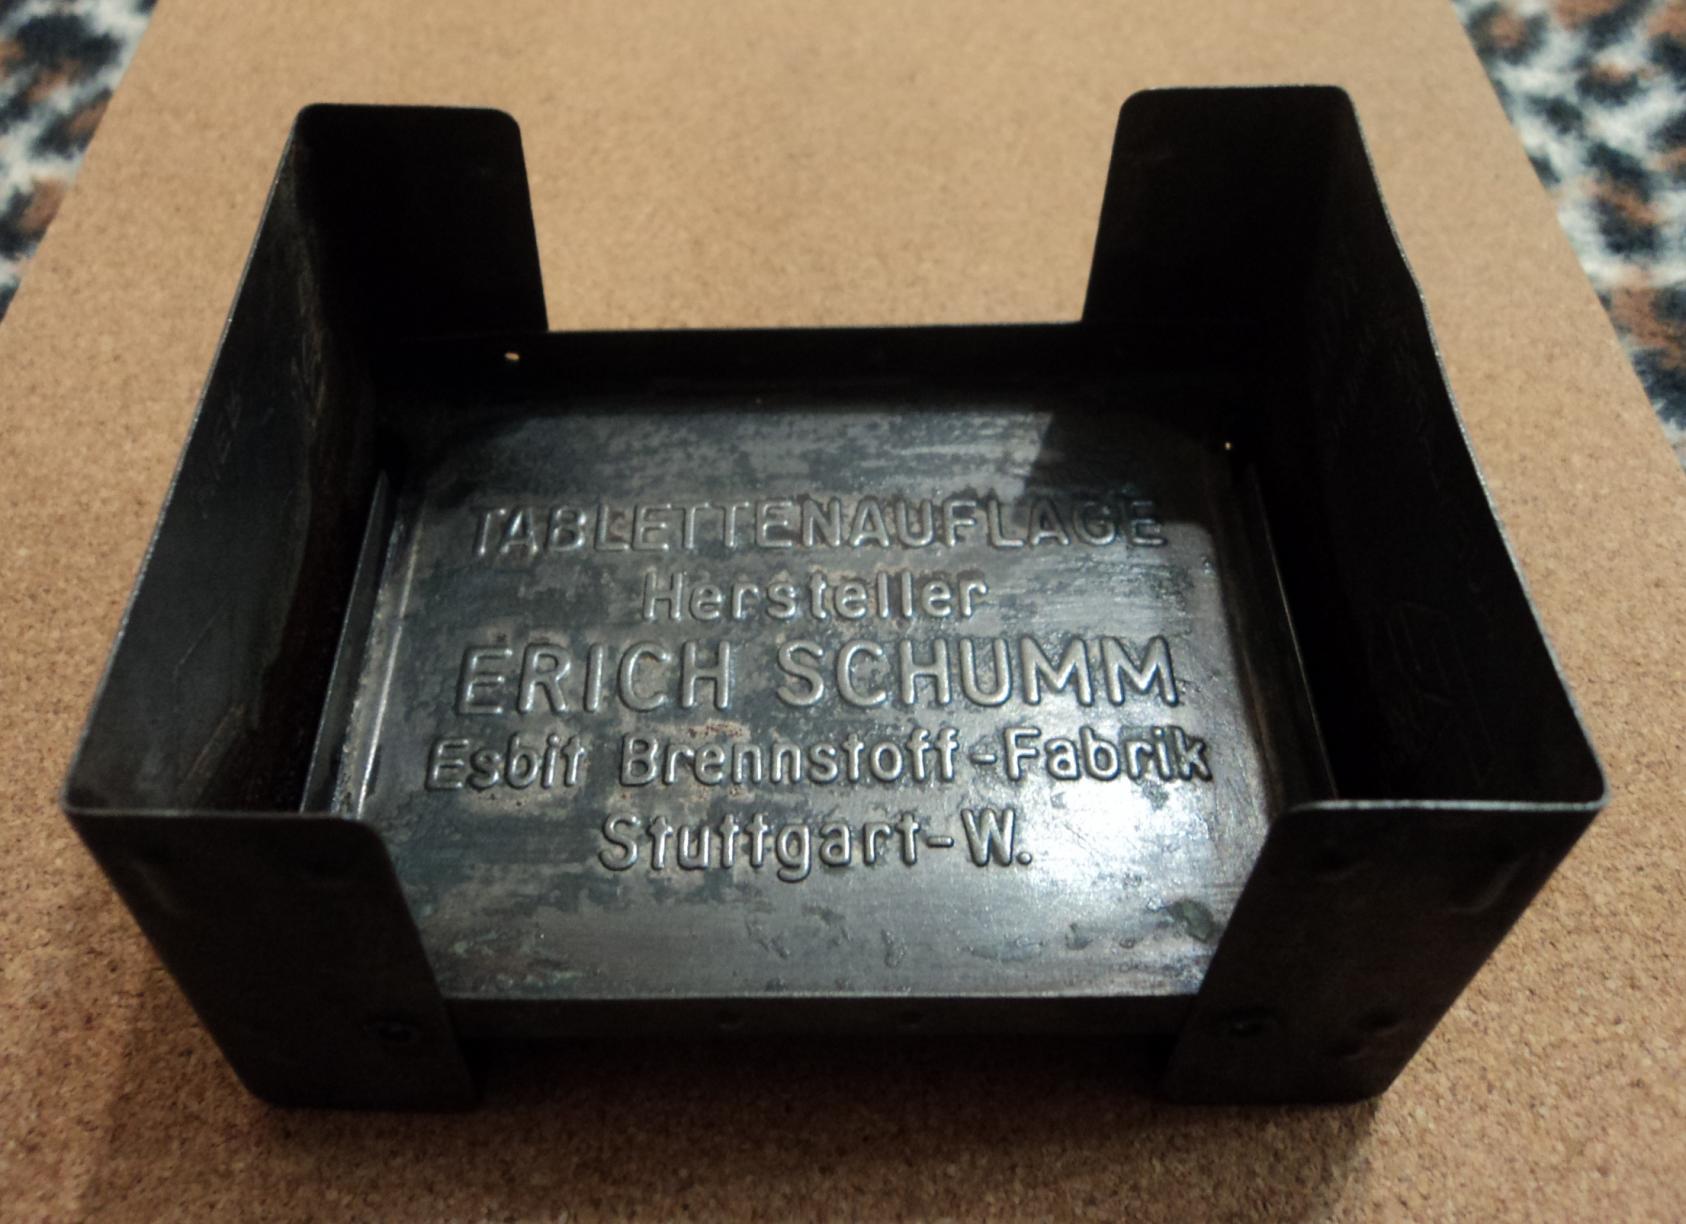 TABLETTENAUFLAGE
Hersteller
ERICH SCHUMM
Esbit Brennstoff-Fabrik
Stuttgart-W.